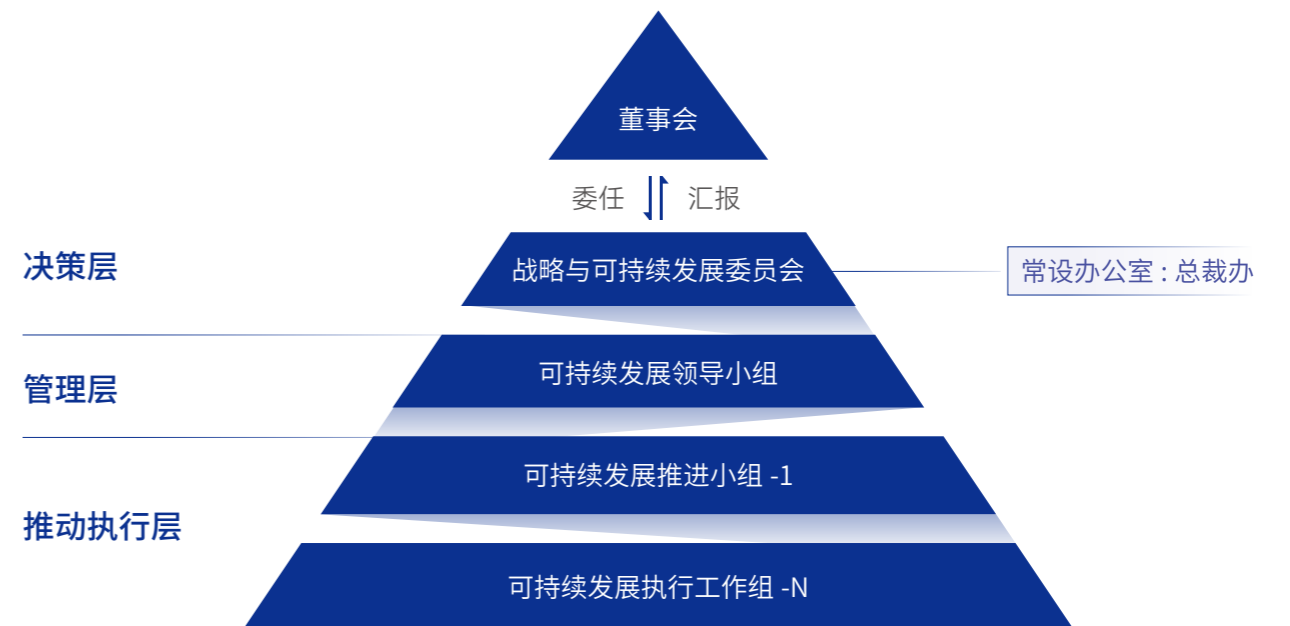 董事会
委任
汇报
决策层
战略与可持续发展委员会
常设办公室 : 总裁办
管理层
可持续发展领导小组
可持续发展推进小组 -1
推动执行层
可持续发展执行工作组 -N